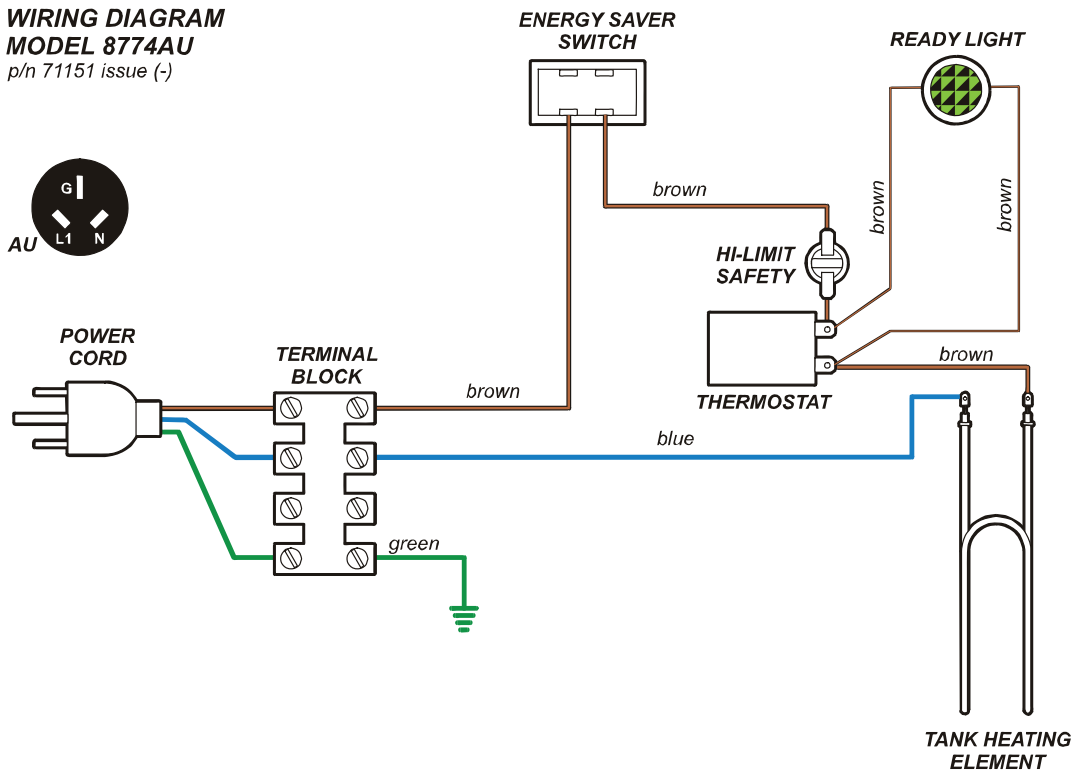 WIRING DIAGRAM
MODEL 8774AU
p/n 71151 issue (-)
ENERGY SAVER
SWITCH
READY LIGHT
G
L1 N
AU
brown
brown
brown
HI-LIMIT
SAFETY
POWER
CORD
TERMINAL
BLOCK
brown
THERMOSTAT
brown
blue
green
TANK HEATING
ELEMENT